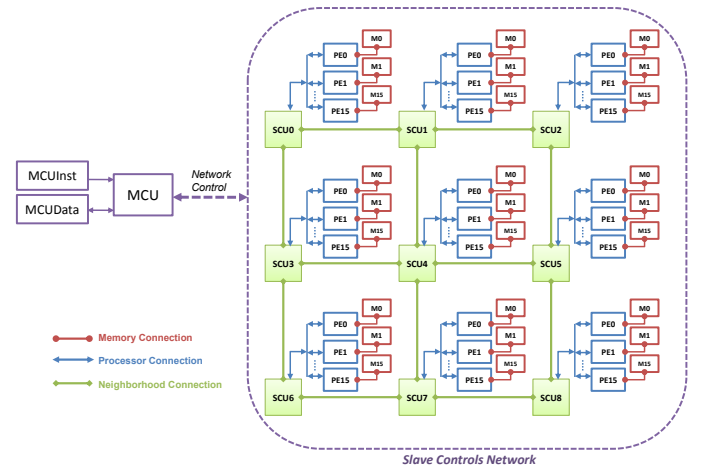 M0
M0
M0
PE0
PE0
PE0
M1
M1
M1
PE1
PE1
PE1
M15
M15
M15
PE15
PE15
PE15
SCU0
SCU1
SCU2
MCUInst
MCUData
MCU
Network
Control
M0
M0
M0
PE0
PE0
PE0
M1
M1
M1
PE1
PE1
PE1
M15
M15
M15
PE15
PE15
PE15
SCU3
SCU4
SCU5
M0
M0
M0
PE0
PE0
PE0
M1
M1
M1
PE1
PE1
PE1
M15
M15
M15
PE15
PE15
PE15
SCU6
SCU7
SCU8
Memory Connection
Processor Connection
Neighborhood Connection
Slave Controls Network